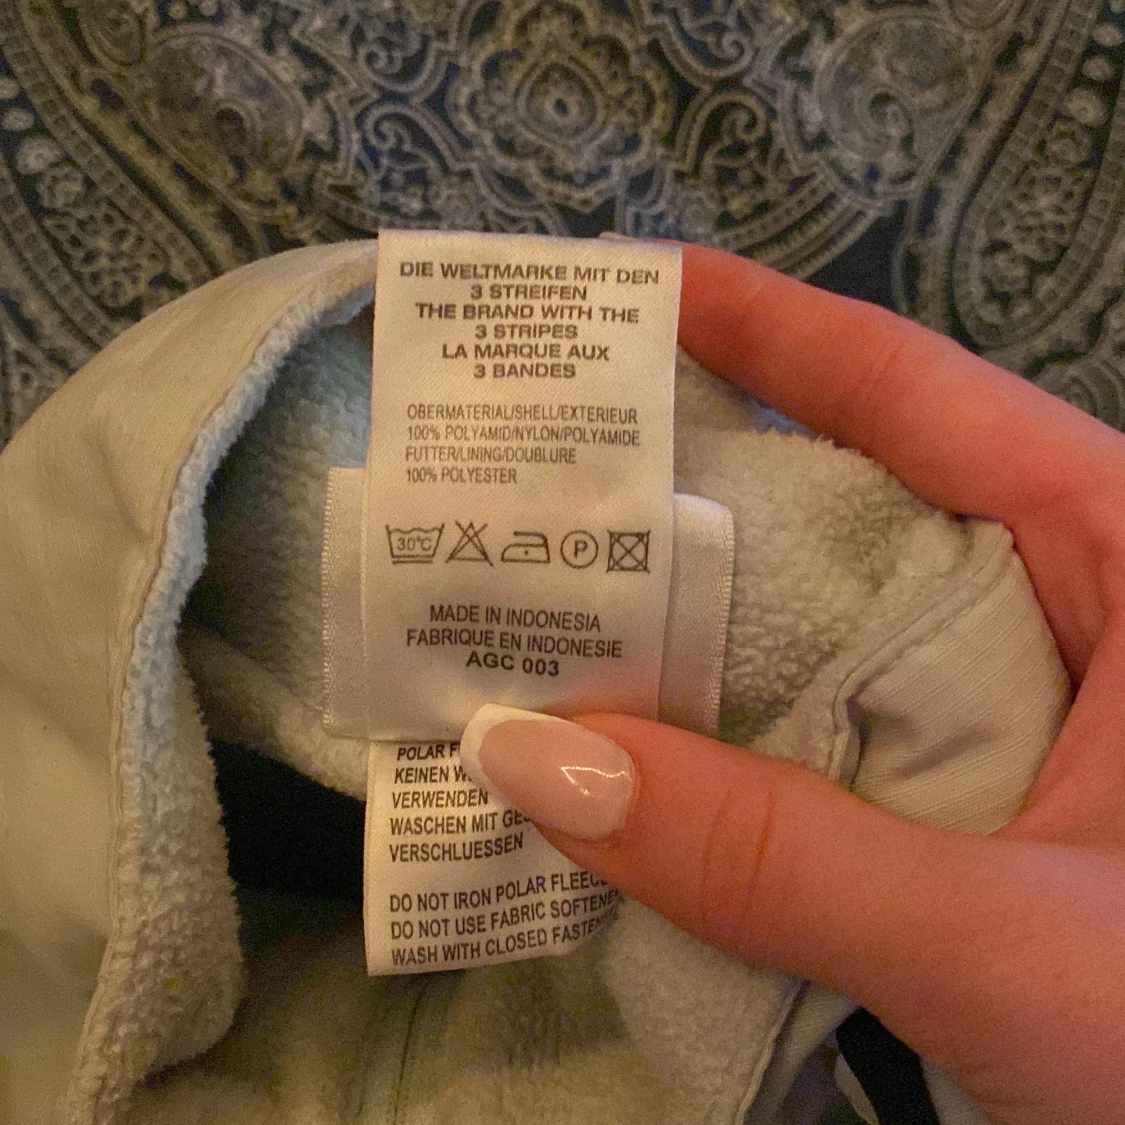 DIE WELTMARKE MIT DEN
3 STREIFEN
THE BRAND WITH THE
3 STRIPES
LA MARQUE AUX
3 BANDES
OBERMATERIAL/SHELL/EXTERIEUR
100% POLYAMID/NYLON/POLYAMIDE
FUTTER/LINING/DOUBLURE
100% POLYESTER
30°C P
MADE IN INDONESIA
FABRIQUE EN INDONESIE
AGC 003
POLAR
KEINEN
VERWENDEN
WASCHEN MIT
VERSCHLUESSEN
DO NOT IRON POLAR FLEECE
DO NOT USE FABRIC
WASH WITH CLOSED